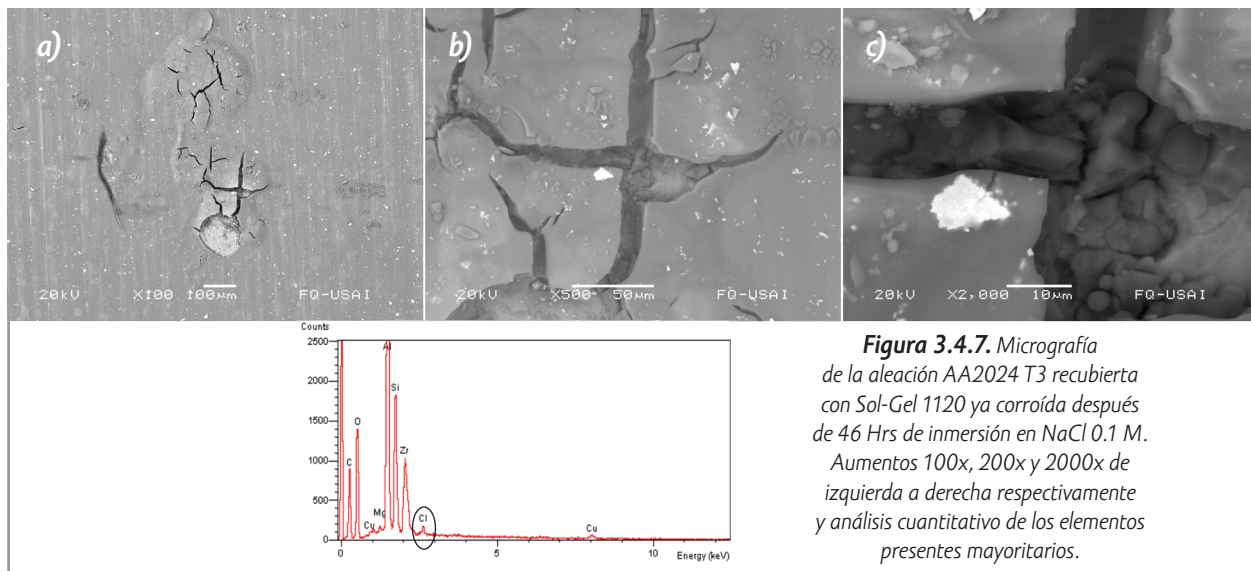 a)
20kV X100 100µm FQ-USAI
b)
20kV X500 50µm FQ-USAI
c)
20kV X2,000 10µm FQ-USAI
Counts
2500
2000
1500
1000
500
0
C
O
Cu
Mg
Al
Si
Zr
Cl
Cu
0 5 10
Energy (keV)
Figura 3.4.7. Micrografía
de la aleación AA2024 T3 recubierta
con Sol-Gel 1120 ya corroída después
de 46 Hrs de inmersión en NaCl 0.1 M.
Aumentos 100x, 200x y 2000x de
izquierda a derecha respectivamente
y análisis cuantitativo de los elementos
presentes mayoritarios.